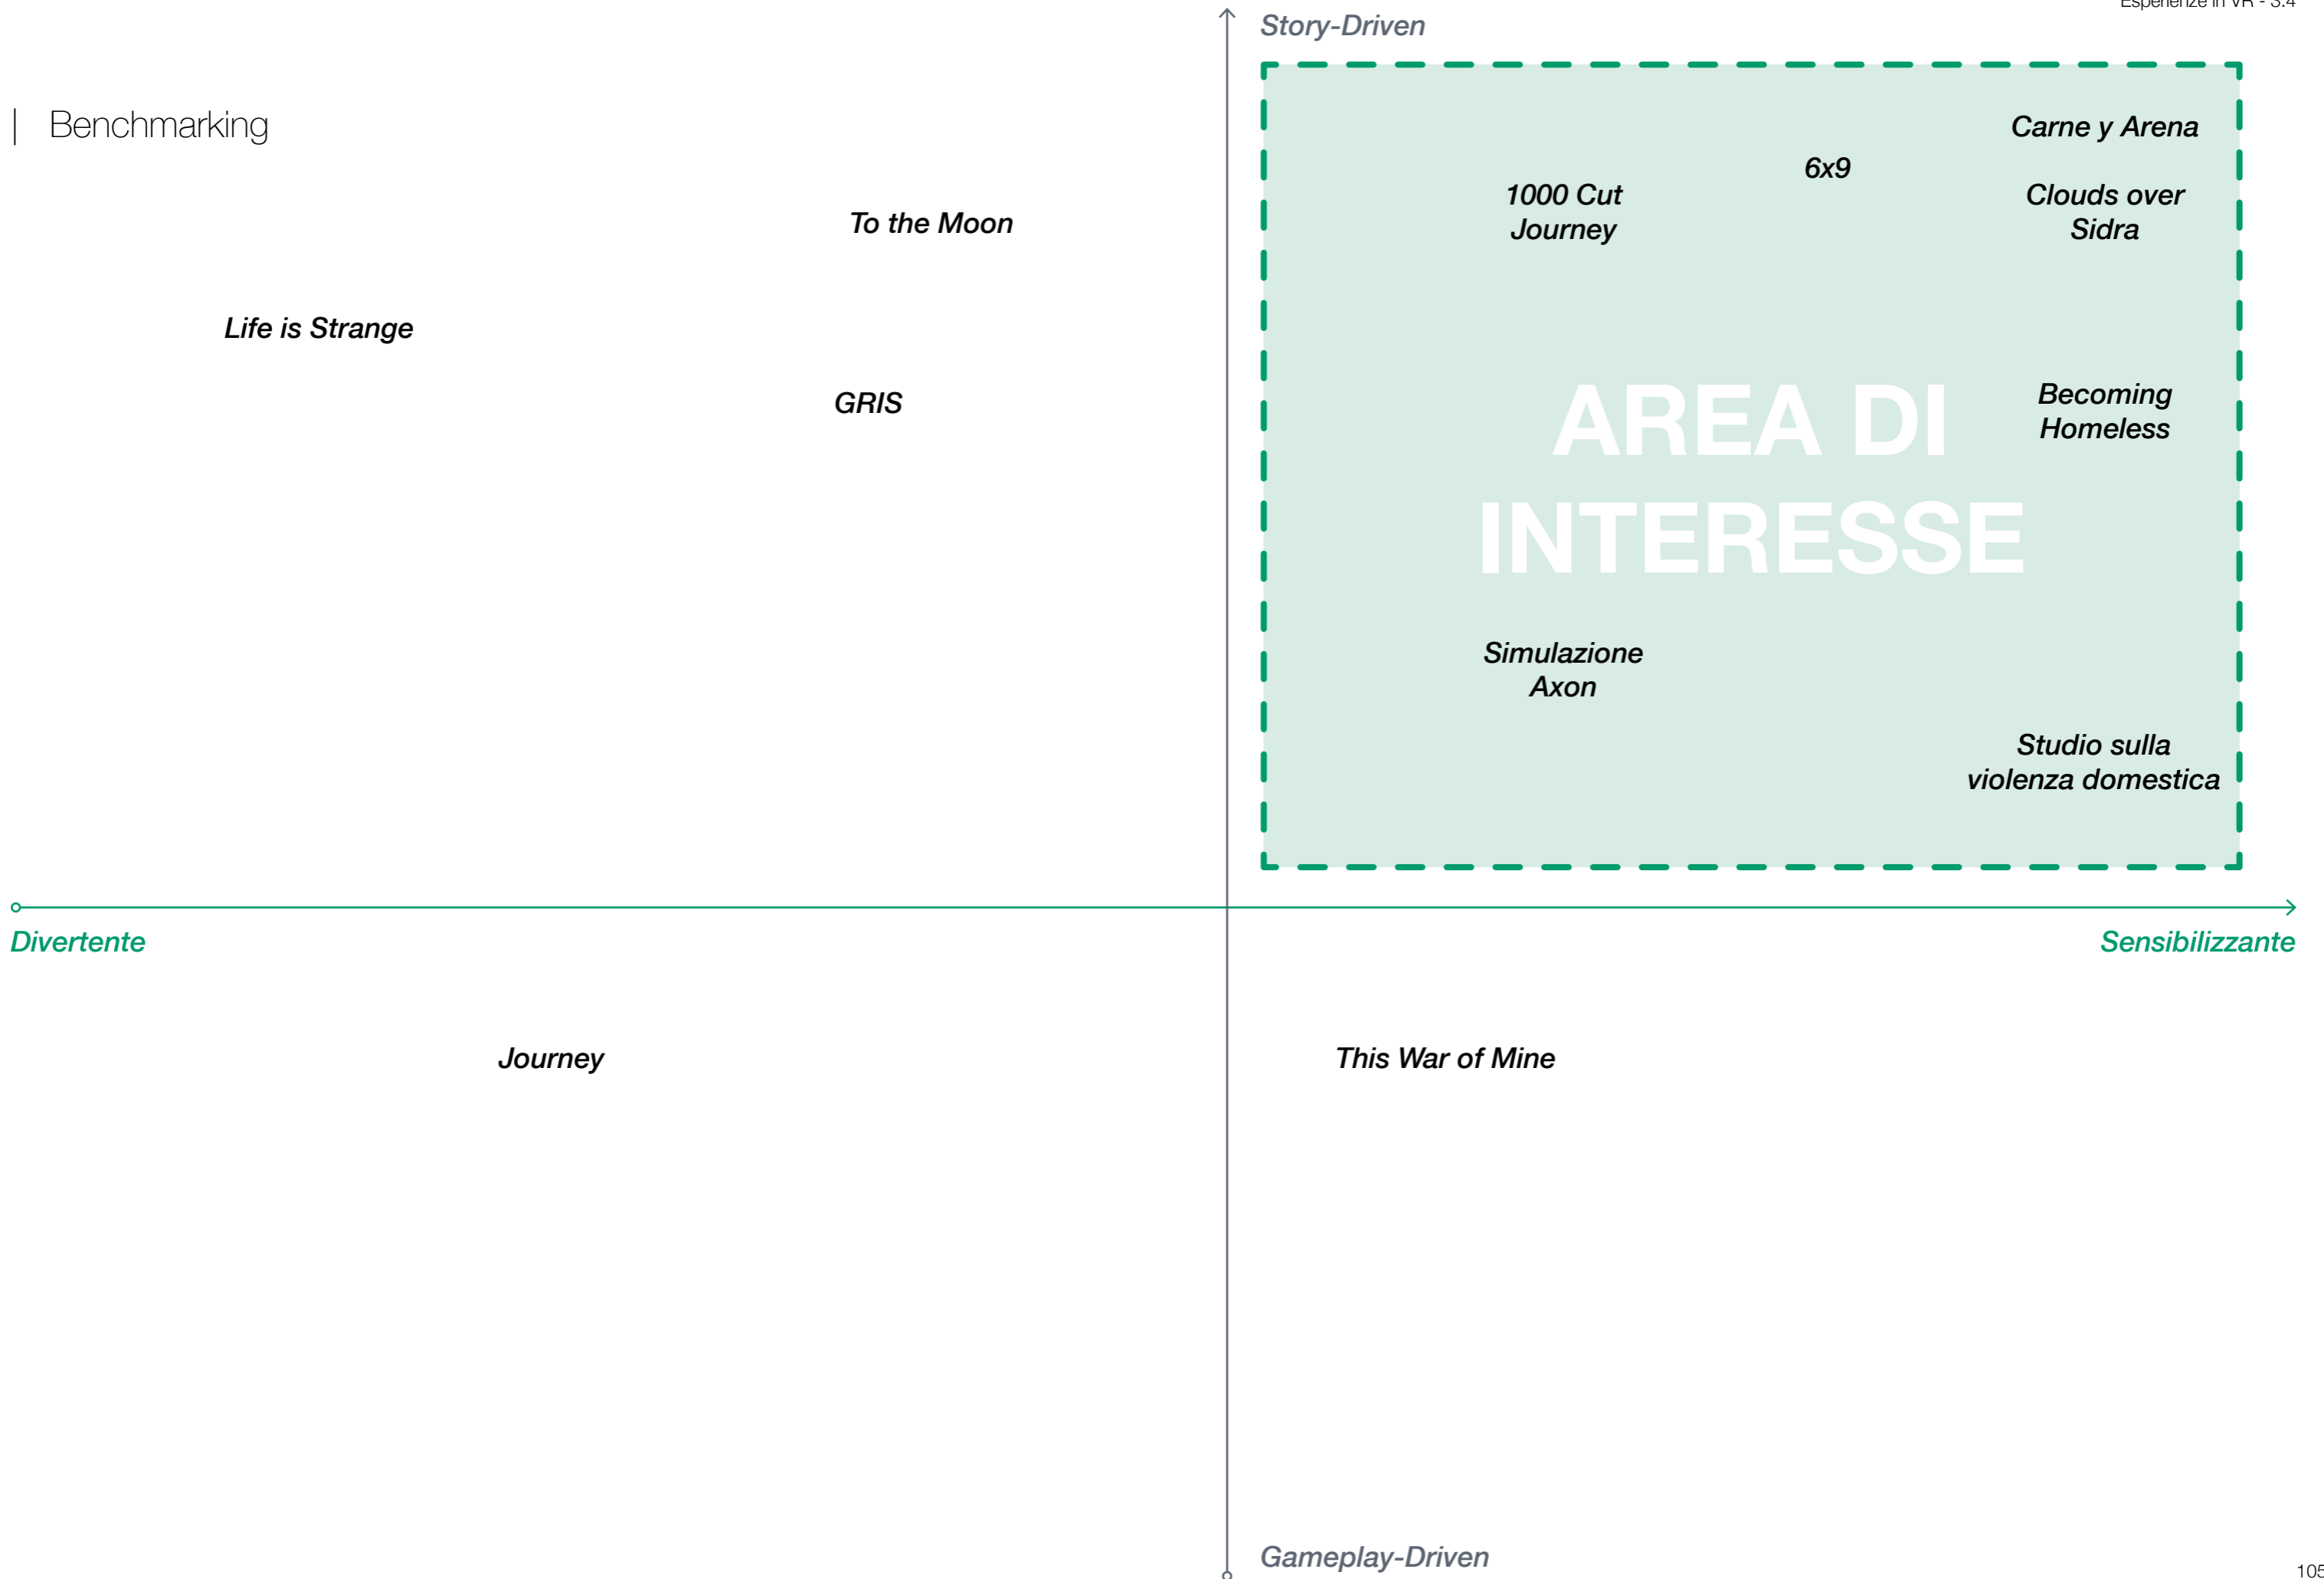 Esperienze in VR - 3.4
Story-Driven
Benchmarking
Carne y Arena
6x9
1000 Cut
Journey
Clouds over
Sidra
To the Moon
Life is Strange
GRIS
AREA DI
INTERESSE
Becoming
Homeless
Simulazione
Axon
Studio sulla
violenza domestica
Divertente
Sensibilizzante
Journey
This War of Mine
Gameplay-Driven
105